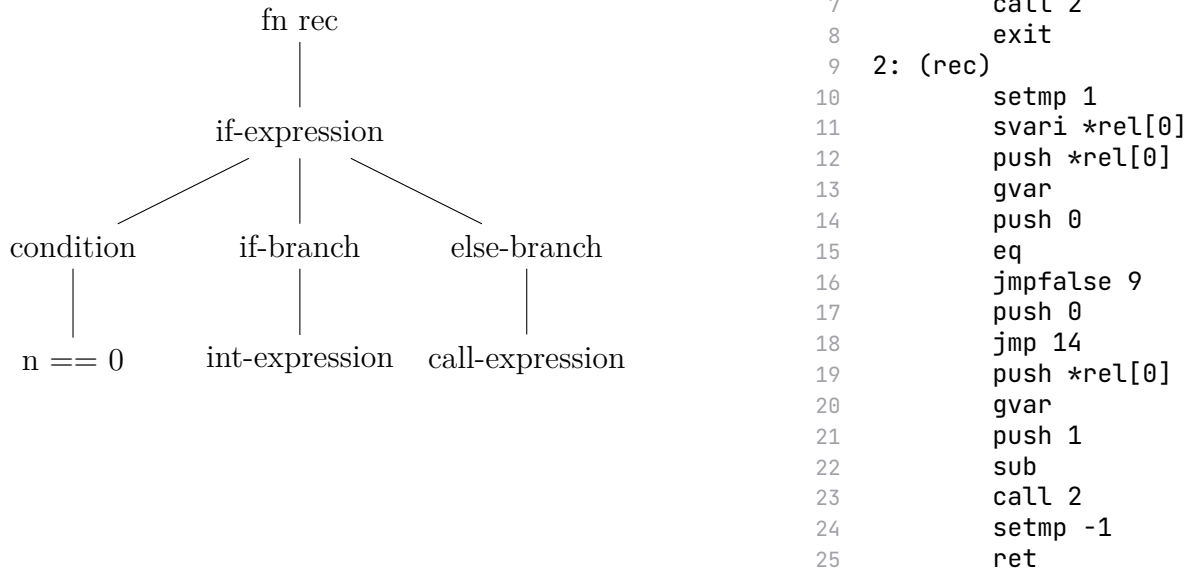 fn rec
if-expression
condition if-branch else-branch
n == 0 int-expression call-expression
7 call 2
8 exit
9 2: (rec)
10 setmp 1
11 svari *rel[0]
12 push *rel[0]
13 gvar
14 push 0
15 eq
16 jmpfalse 9
17 push 0
18 jmp 14
19 push *rel[0]
20 gvar
21 push 1
22 sub
23 call 2
24 setmp -1
25 ret